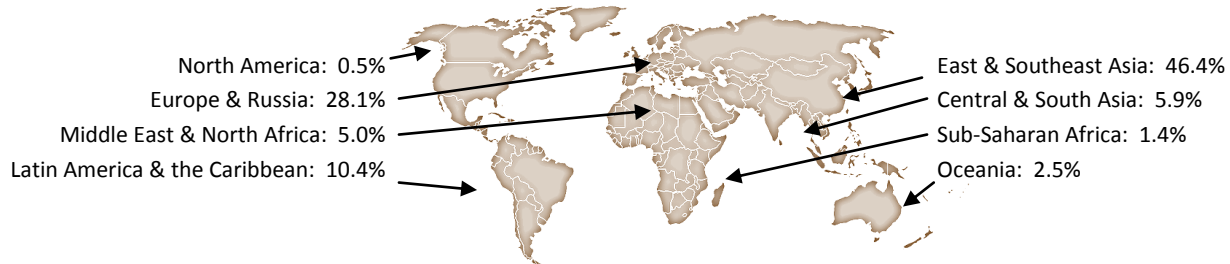 North America: 0.5%
Europe & Russia: 28.1%
Middle East & North Africa: 5.0%
Latin America & the Caribbean: 10.4%
East & Southeast Asia: 46.4%
Central & South Asia: 5.9%
Sub-Saharan Africa: 1.4%
Oceania: 2.5%